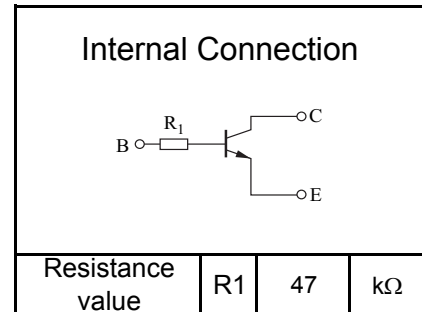 Internal Connection
C
R1
B
E
Resistance value R1 47 kΩ